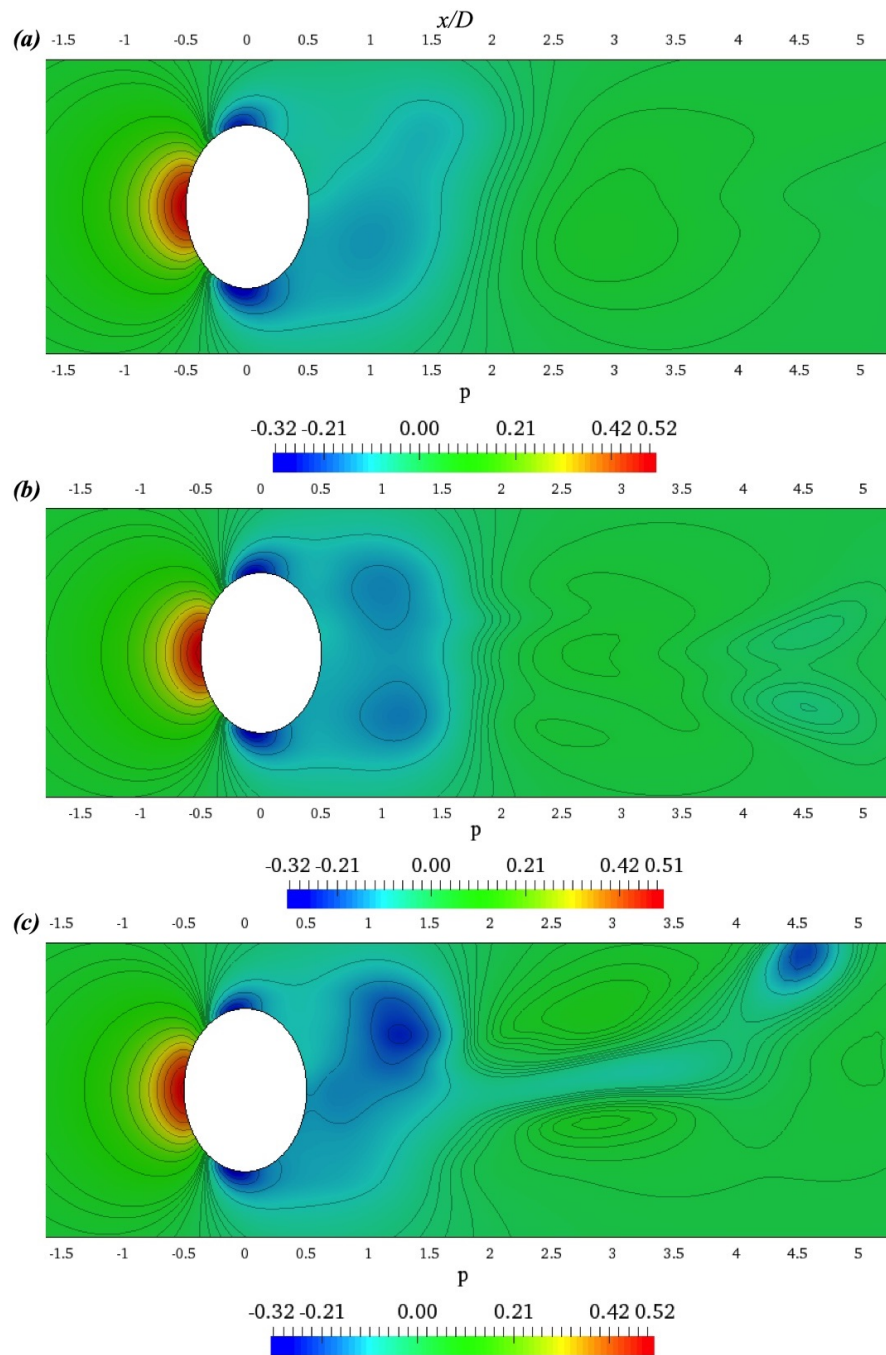 x/D
(a) -1.5 -1 -0.5 0 0.5 1 1.5 2 2.5 3 3.5 4 4.5 5
-1.5 -1 -0.5 0 0.5 1 1.5 2 2.5 3 3.5 4 4.5 5
p
-0.32 -0.21 0.00 0.21 0.42 0.52
(b) -1.5 -1 -0.5 0 0.5 1 1.5 2 2.5 3 3.5 4 4.5 5
-1.5 -1 -0.5 0 0.5 1 1.5 2 2.5 3 3.5 4 4.5 5
p
-0.32 -0.21 0.00 0.21 0.42 0.51
(c) -1.5 -1 -0.5 0 0.5 1 1.5 2 2.5 3 3.5 4 4.5 5
-1.5 -1 -0.5 0 0.5 1 1.5 2 2.5 3 3.5 4 4.5 5
p
-0.32 -0.21 0.00 0.21 0.42 0.52